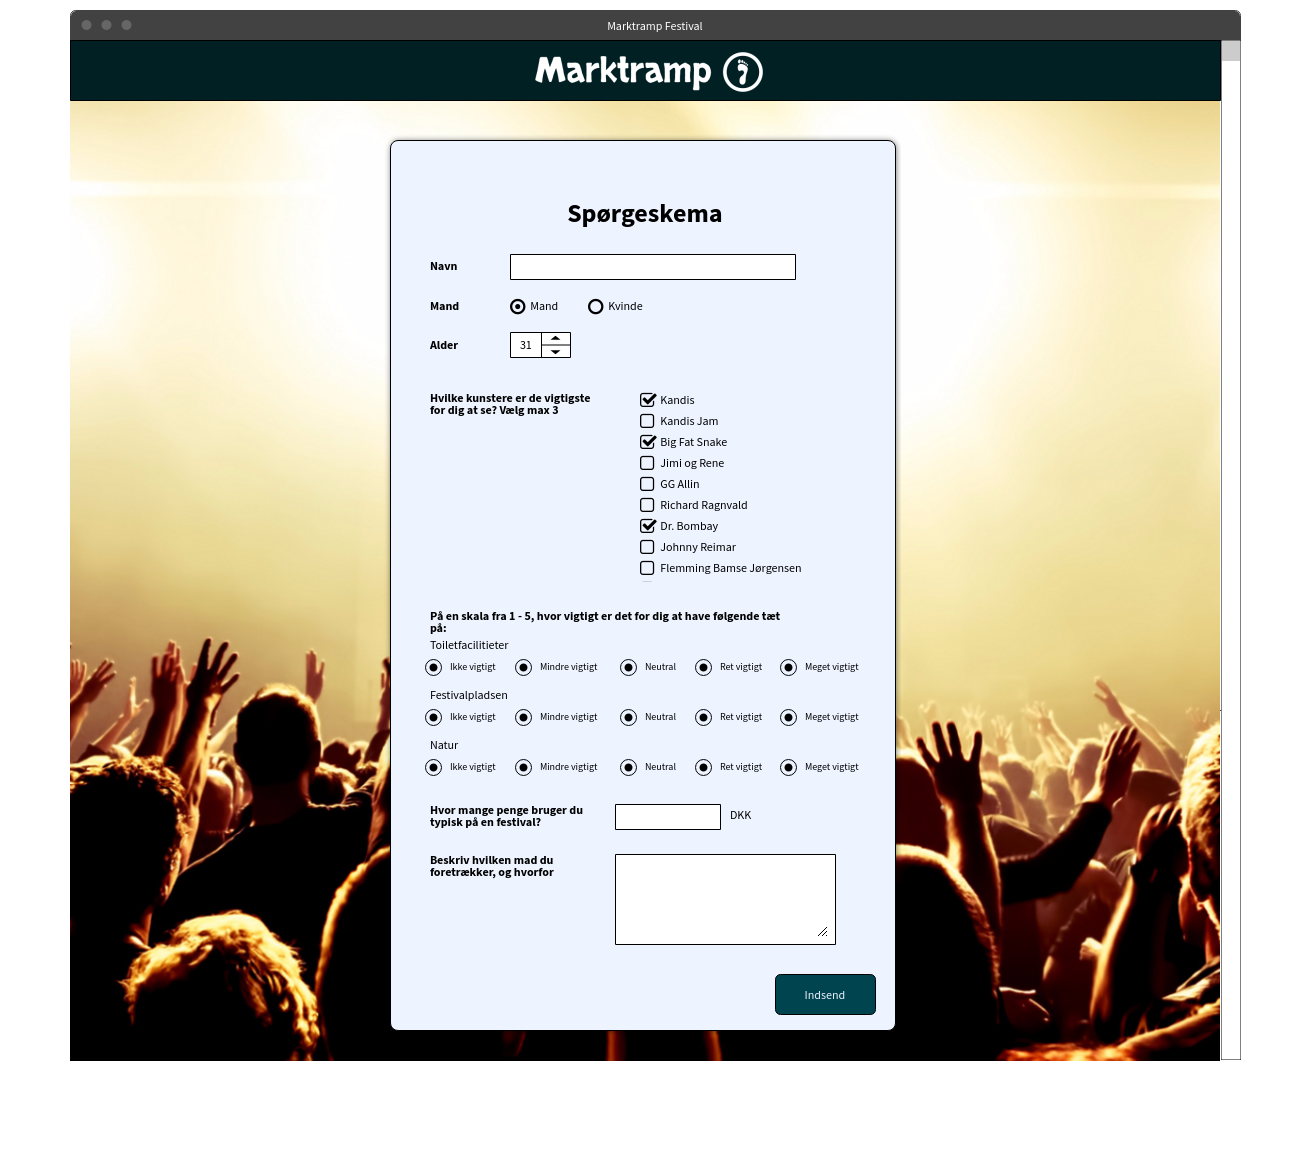 Marktramp Festival
Marktramp
Spørgeskema
Navn
Mand Mand Kvinde
Alder 31
Hvilke kunstere er de vigtigste
for dig at se? Vælg max 3
Kandis
Kandis Jam
Big Fat Snake
Jimi og Rene
GG Allin
Richard Ragnvald
Dr. Bombay
Johnny Reimar
Flemming Bamse Jørgensen
På en skala fra 1 - 5, hvor vigtigt er det for dig at have følgende tæt
på:
Toiletfacilitieter
Ikke vigtigt Mindre vigtigt Neutral Ret vigtigt Meget vigtigt
Festivalpladsen
Ikke vigtigt Mindre vigtigt Neutral Ret vigtigt Meget vigtigt
Natur
Ikke vigtigt Mindre vigtigt Neutral Ret vigtigt Meget vigtigt
Hvor mange penge bruger du
typisk på en festival?
DKK
Beskriv hvilken mad du
foretrækker, og hvorfor
Indsend